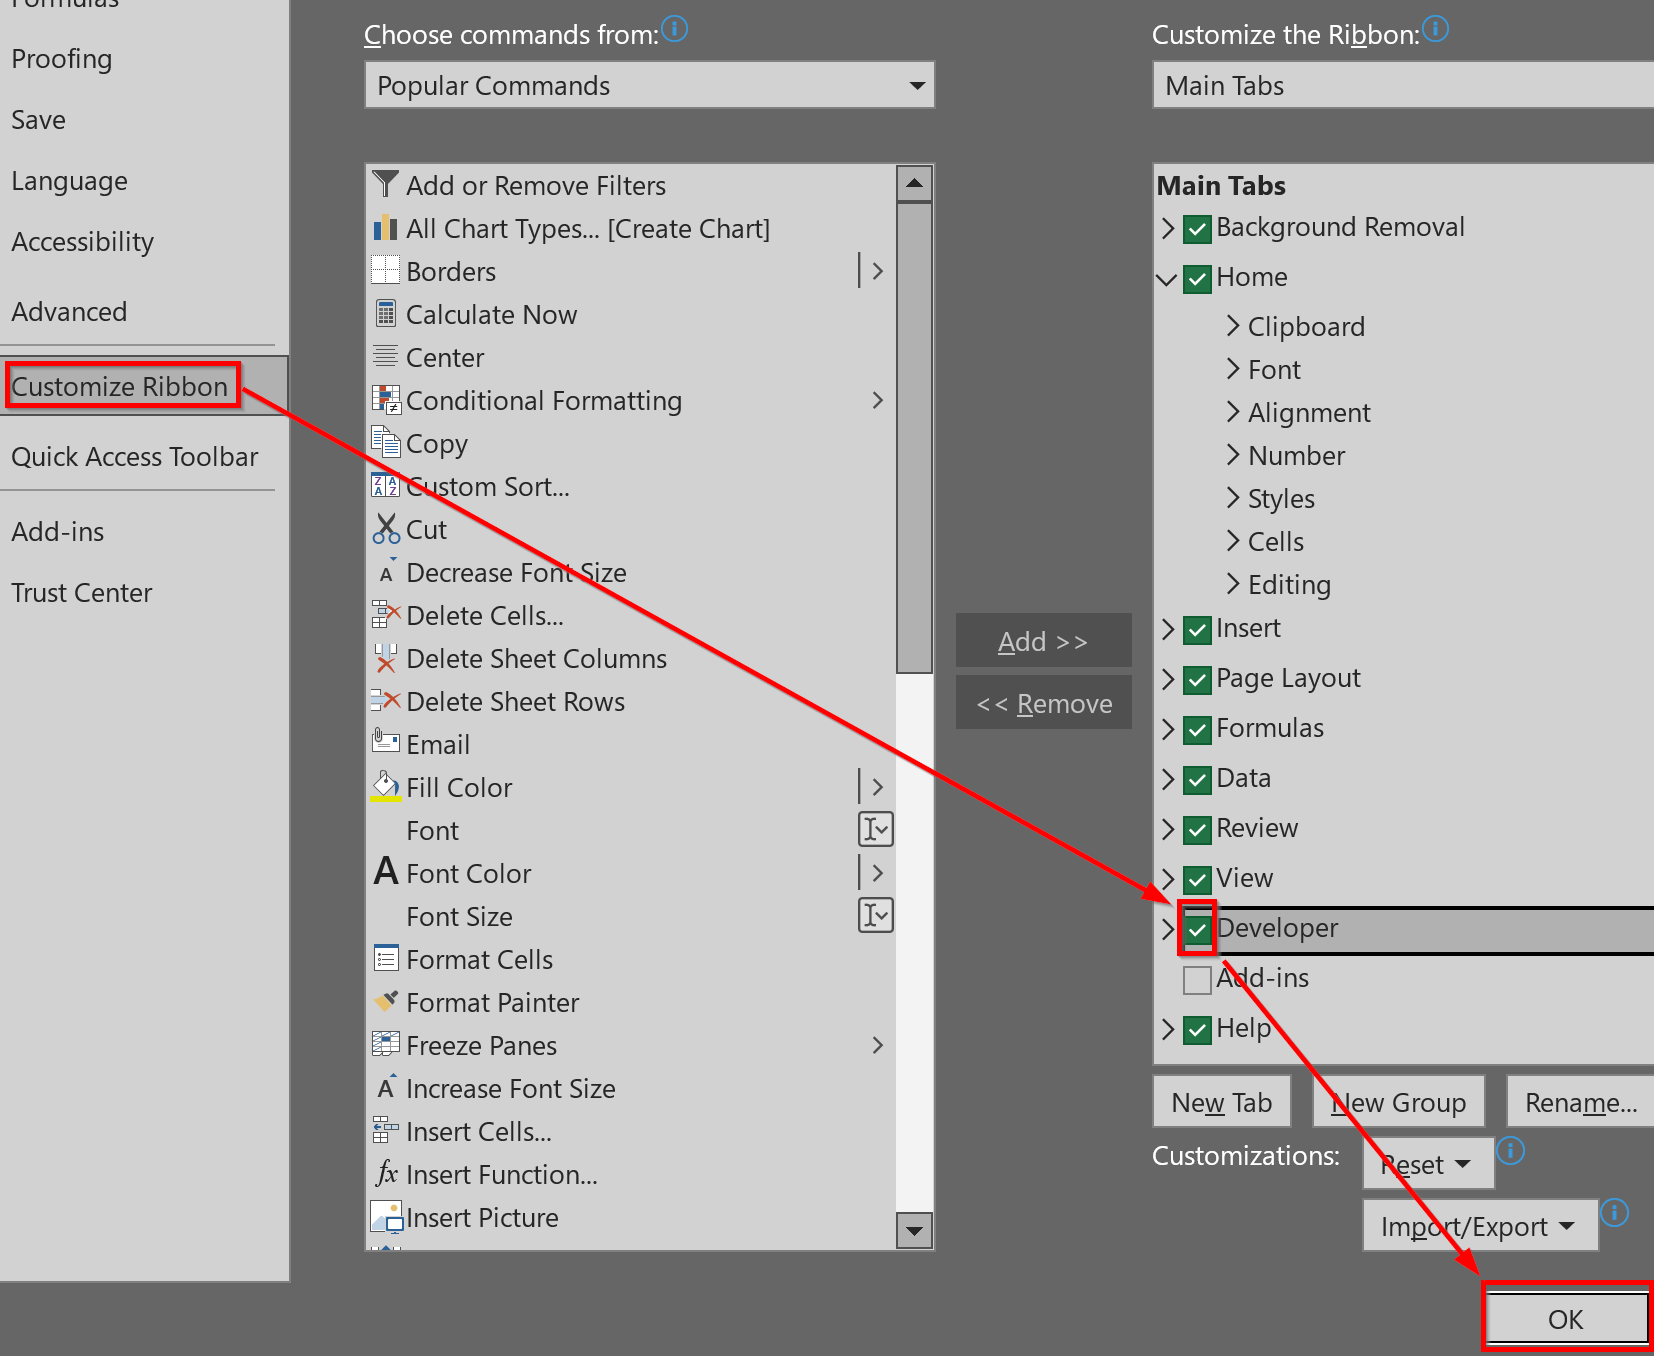 Formulas
Proofing
Save
Language
Accessibility
Advanced
Customize Ribbon
Quick Access Toolbar
Add-ins
Trust Center
Choose commands from:
Popular Commands
Add or Remove Filters
All Chart Types... [Create Chart]
Borders
Calculate Now
Center
Conditional Formatting
Copy
Custom Sort...
Cut
Decrease Font Size
Delete Cells...
Delete Sheet Columns
Delete Sheet Rows
Email
Fill Color
Font
Font Color
Font Size
Format Cells
Format Painter
Freeze Panes
Increase Font Size
Insert Cells...
Insert Function...
Insert Picture
Add >>
<< Remove
Customize the Ribbon:
Main Tabs
Main Tabs
Background Removal
Home
Clipboard
Font
Alignment
Number
Styles
Cells
Editing
Insert
Page Layout
Formulas
Data
Review
View
Developer
Add-ins
Help
New Tab
New Group
Rename...
Customizations:
Reset
Import/Export
OK